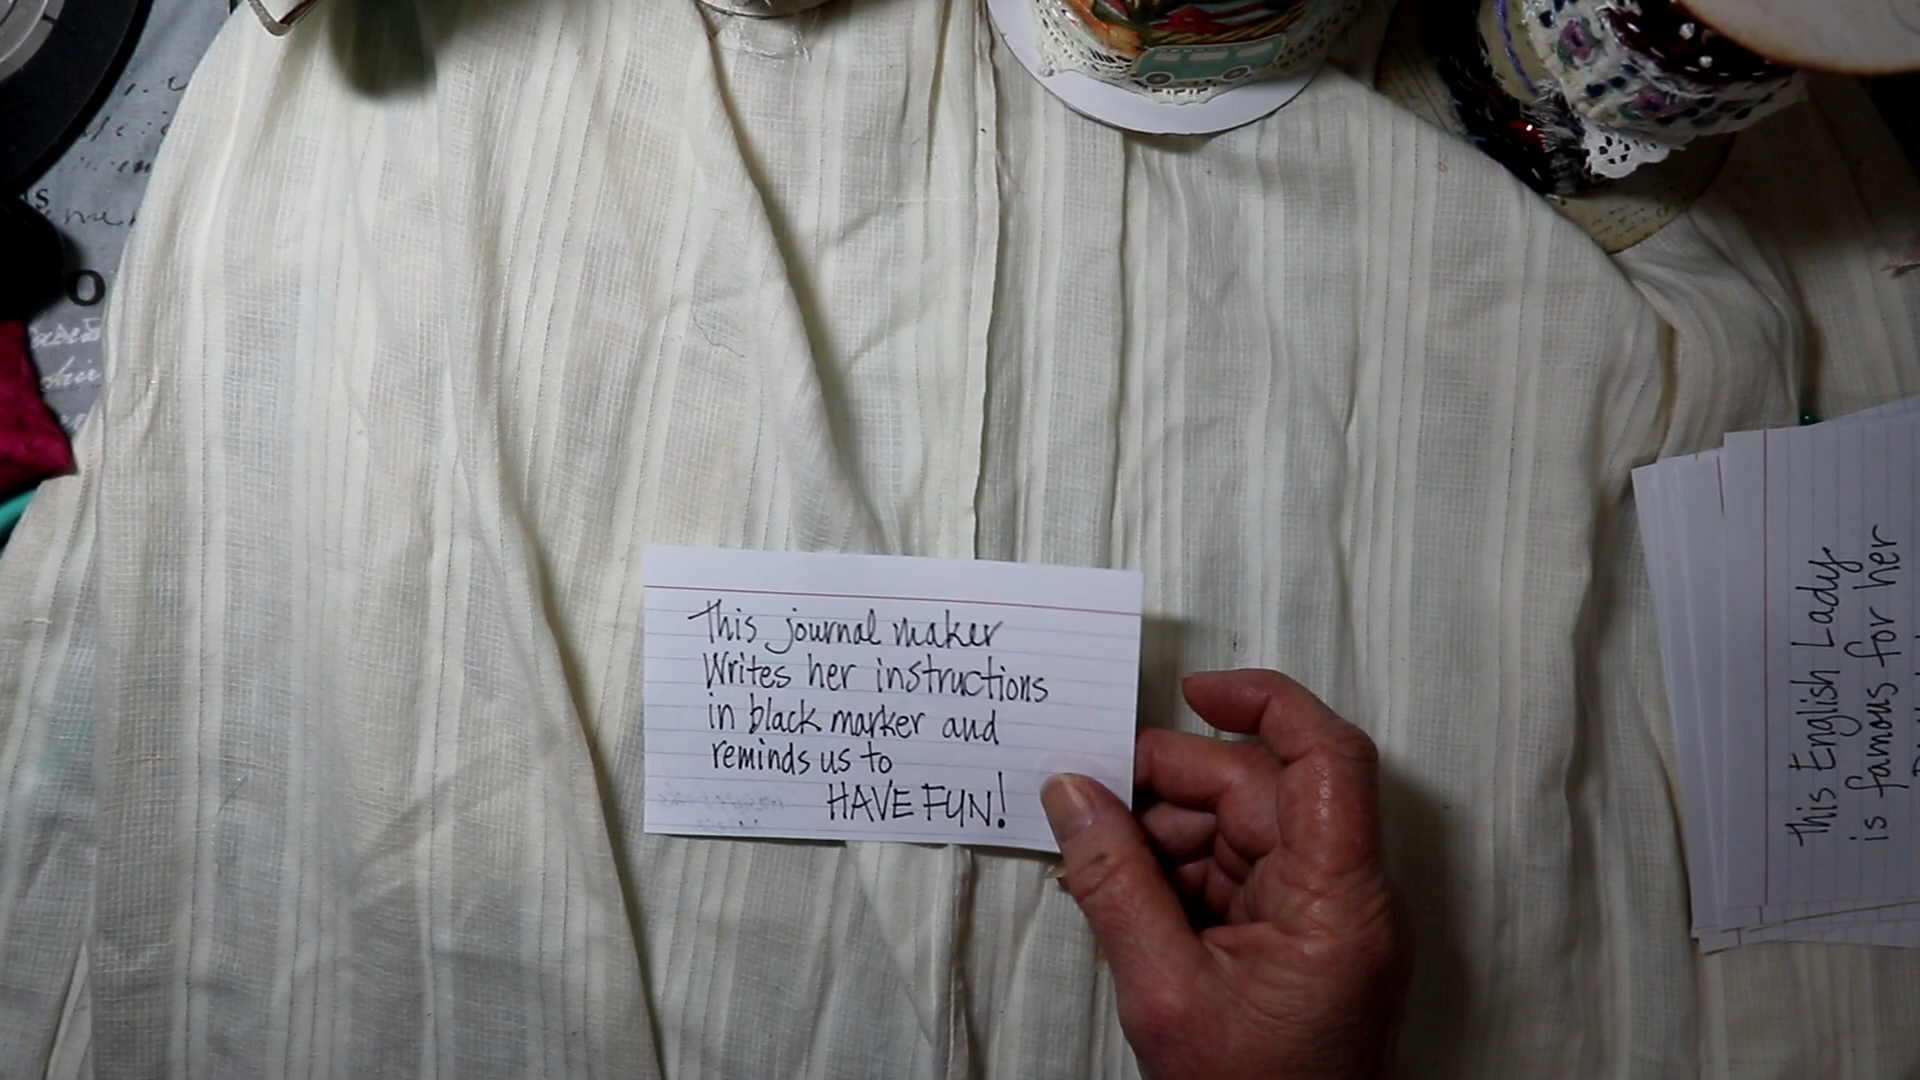 This journal maker
Writes her instructions
in black marker and
reminds us to
HAVE FUN!
This English Lady
is famous for her